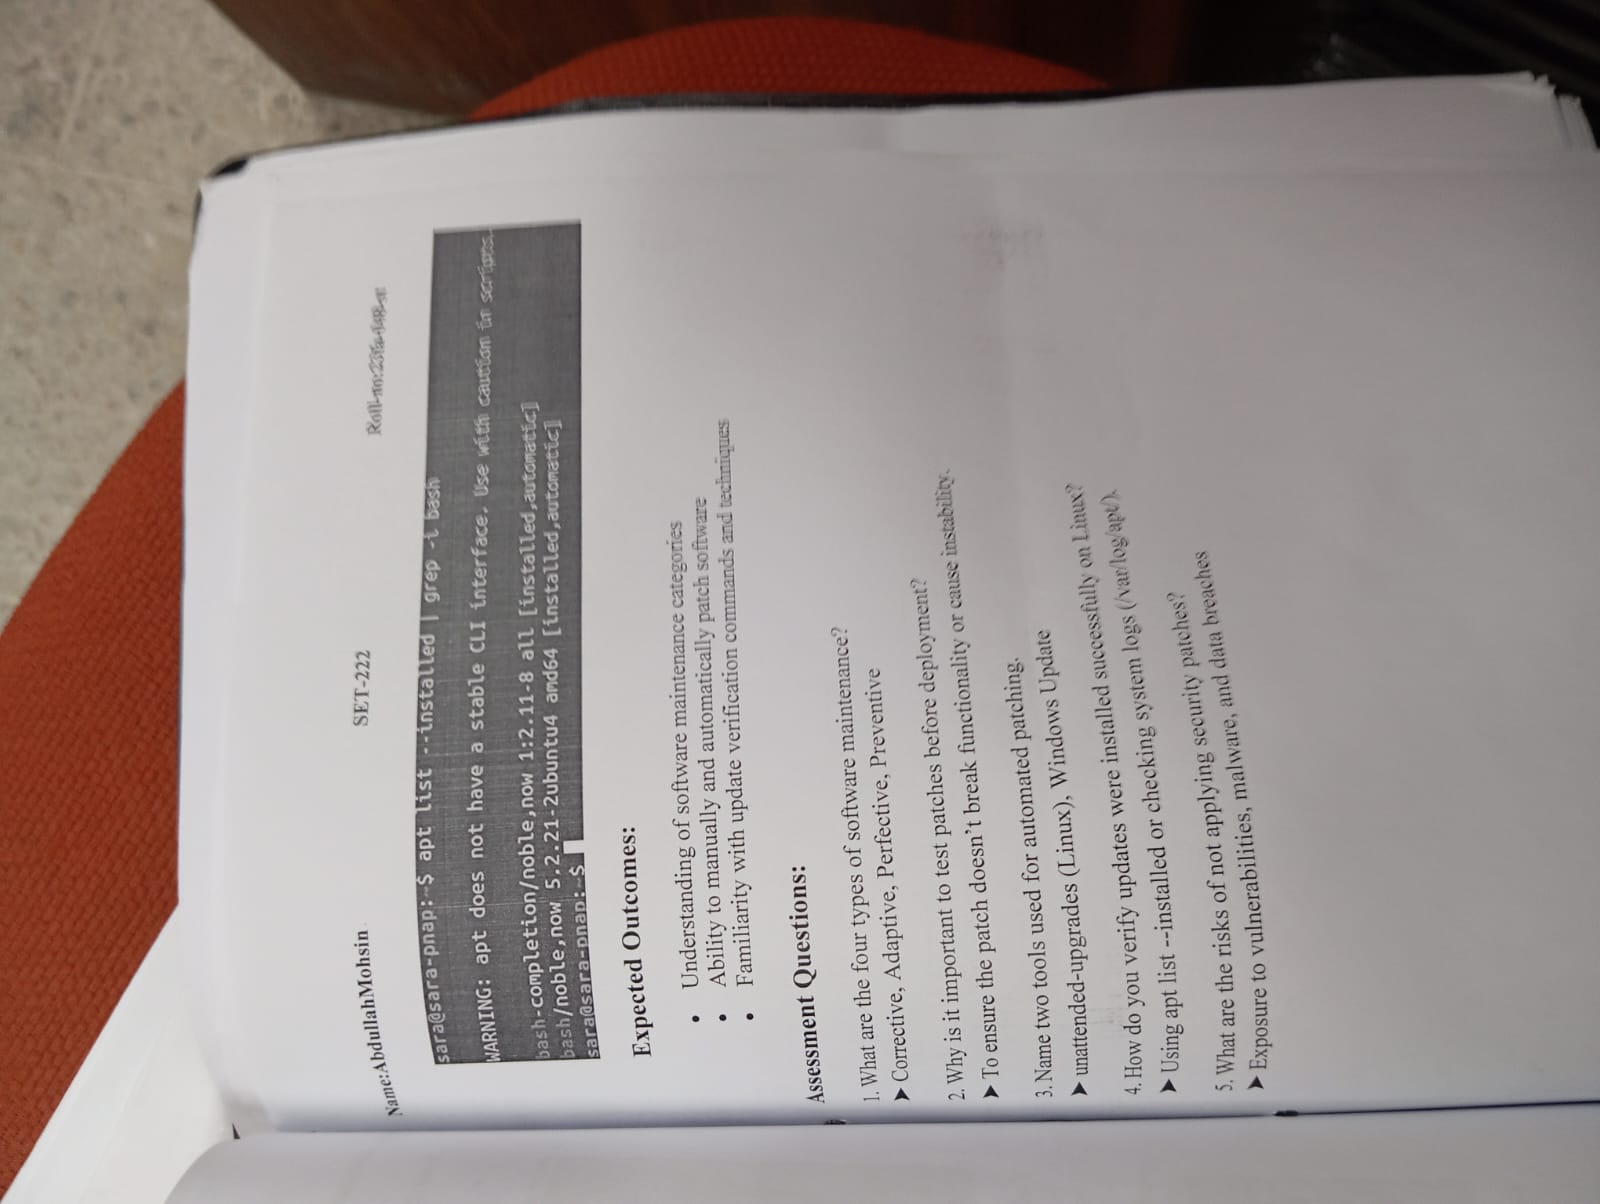 Name:AbdullahMohsin SET-222 Roll-no:23fa-048-st
sara@sara-pnap:~$ apt list --installed | grep -i bash
WARNING: apt does not have a stable CLI interface. Use with caution in scripts.
bash-completion/noble,now 1:2.11-8 all [installed,automatic]
bash/noble,now 5.2.21-2ubuntu4 amd64 [installed,automatic]
sara@sara-pnap:~$
Expected Outcomes:
• Understanding of software maintenance categories
• Ability to manually and automatically patch software
• Familiarity with update verification commands and techniques
Assessment Questions:
1. What are the four types of software maintenance?
➤ Corrective, Adaptive, Perfective, Preventive
2. Why is it important to test patches before deployment?
➤ To ensure the patch doesn’t break functionality or cause instability.
3. Name two tools used for automated patching.
➤ unattended-upgrades (Linux), Windows Update
4. How do you verify updates were installed successfully on Linux?
➤ Using apt list --installed or checking system logs (/var/log/apt/).
5. What are the risks of not applying security patches?
➤ Exposure to vulnerabilities, malware, and data breaches